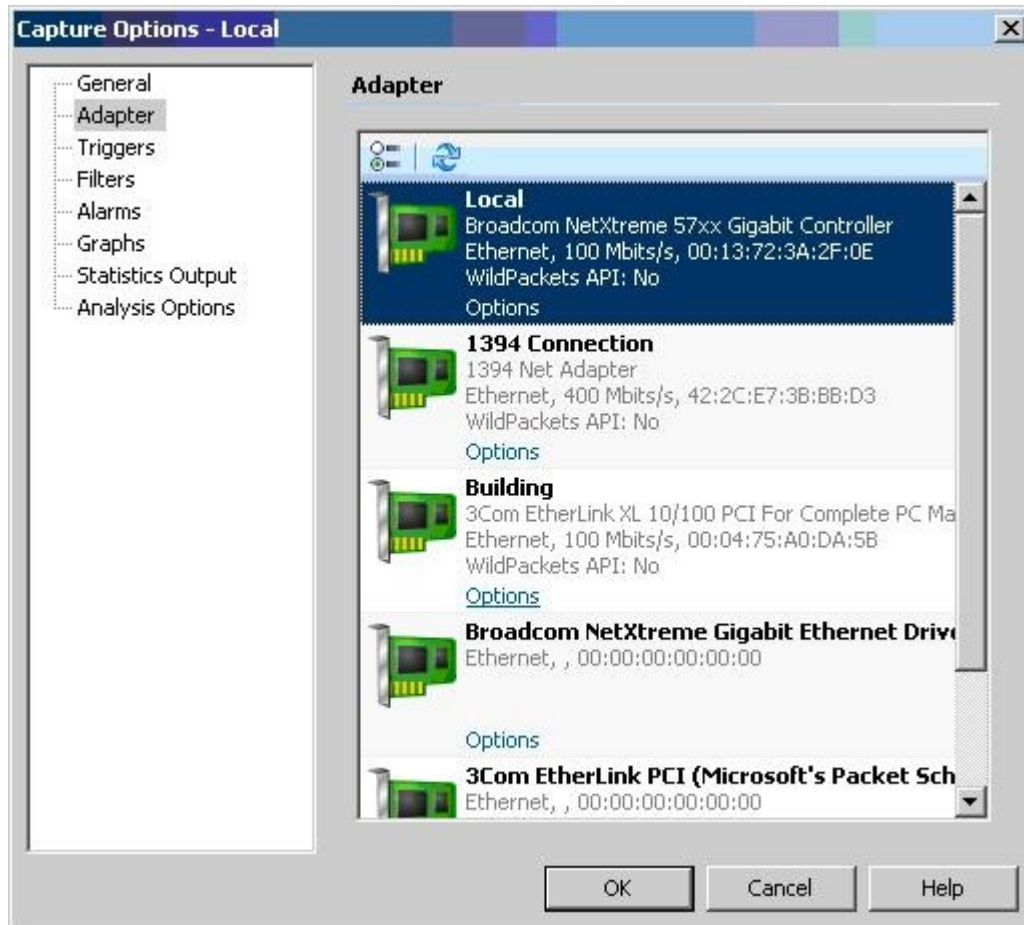 Capture Options - Local
General
Adapter
Triggers
Filters
Alarms
Graphs
Statistics Output
Analysis Options
Adapter
Local
Broadcom NetXtreme 57xx Gigabit Controller
Ethernet, 100 Mbits/s, 00:13:72:3A:2F:0E
WildPackets API: No
Options
1394 Connection
1394 Net Adapter
Ethernet, 400 Mbits/s, 42:2C:E7:3B:BB:D3
WildPackets API: No
Options
Building
3Com EtherLink XL 10/100 PCI For Complete PC Ma
Ethernet, 100 Mbits/s, 00:04:75:A0:DA:5B
WildPackets API: No
Options
Broadcom NetXtreme Gigabit Ethernet Drive
Ethernet, , 00:00:00:00:00:00
Options
3Com EtherLink PCI (Microsoft's Packet Sch
Ethernet, , 00:00:00:00:00:00
OK
Cancel
Help